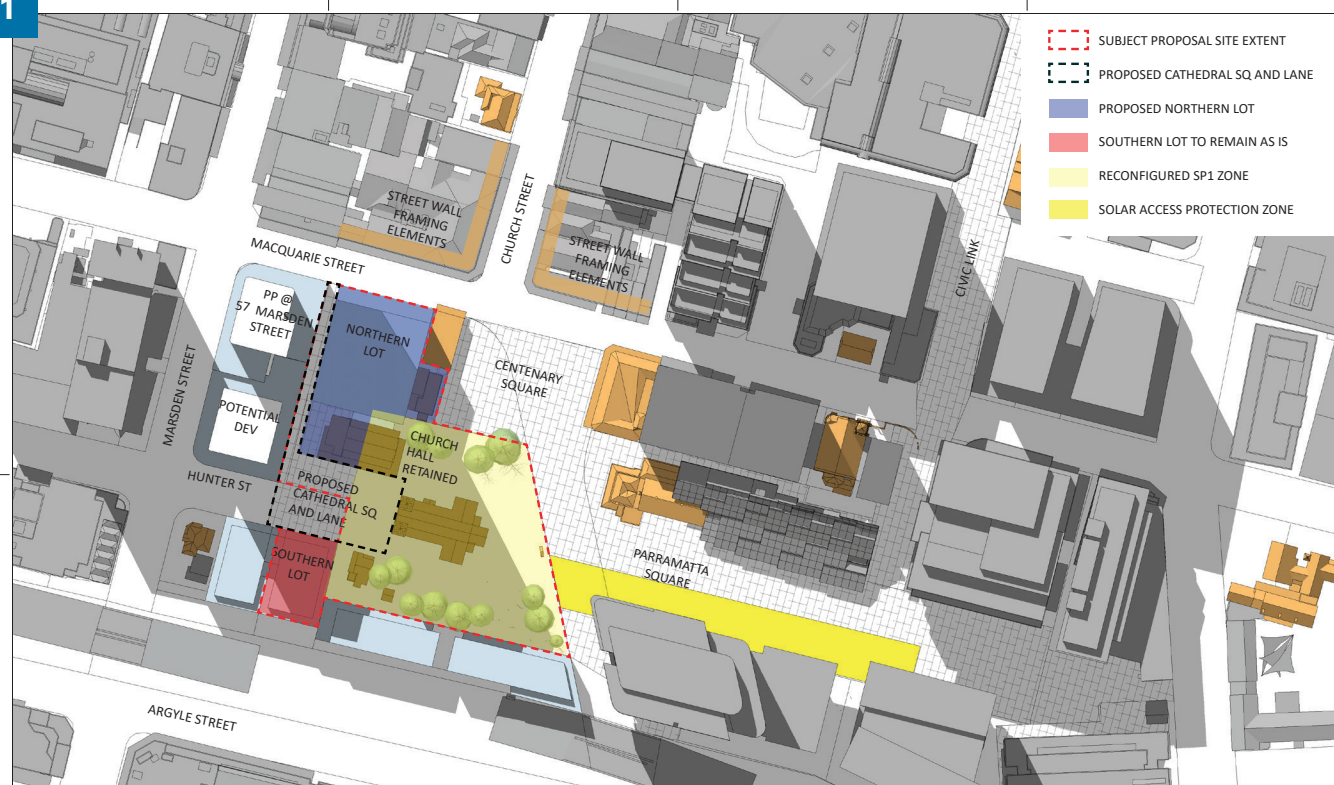 1
SUBJECT PROPOSAL SITE EXTENT
PROPOSED CATHEDRAL SQ AND LANE
PROPOSED NORTHERN LOT
SOUTHERN LOT TO REMAIN AS IS
RECONFIGURED SP1 ZONE
SOLAR ACCESS PROTECTION ZONE
STREET WALL
FRAMING
ELEMENTS
CHURCH STREET
STREET WALL
FRAMING
ELEMENTS
MACQUARIE STREET
CIVIC LINK
PP @
57 MARSDEN
STREET
NORTHERN
LOT
CENTENARY
SQUARE
MARSDEN STREET
POTENTIAL
DEV
CHURCH
HALL
RETAINED
HUNTER ST
PROPOSED
CATHEDRAL SQ
AND LANE
SOUTHERN
LOT
PARRAMATTA
SQUARE
ARGYLE STREET